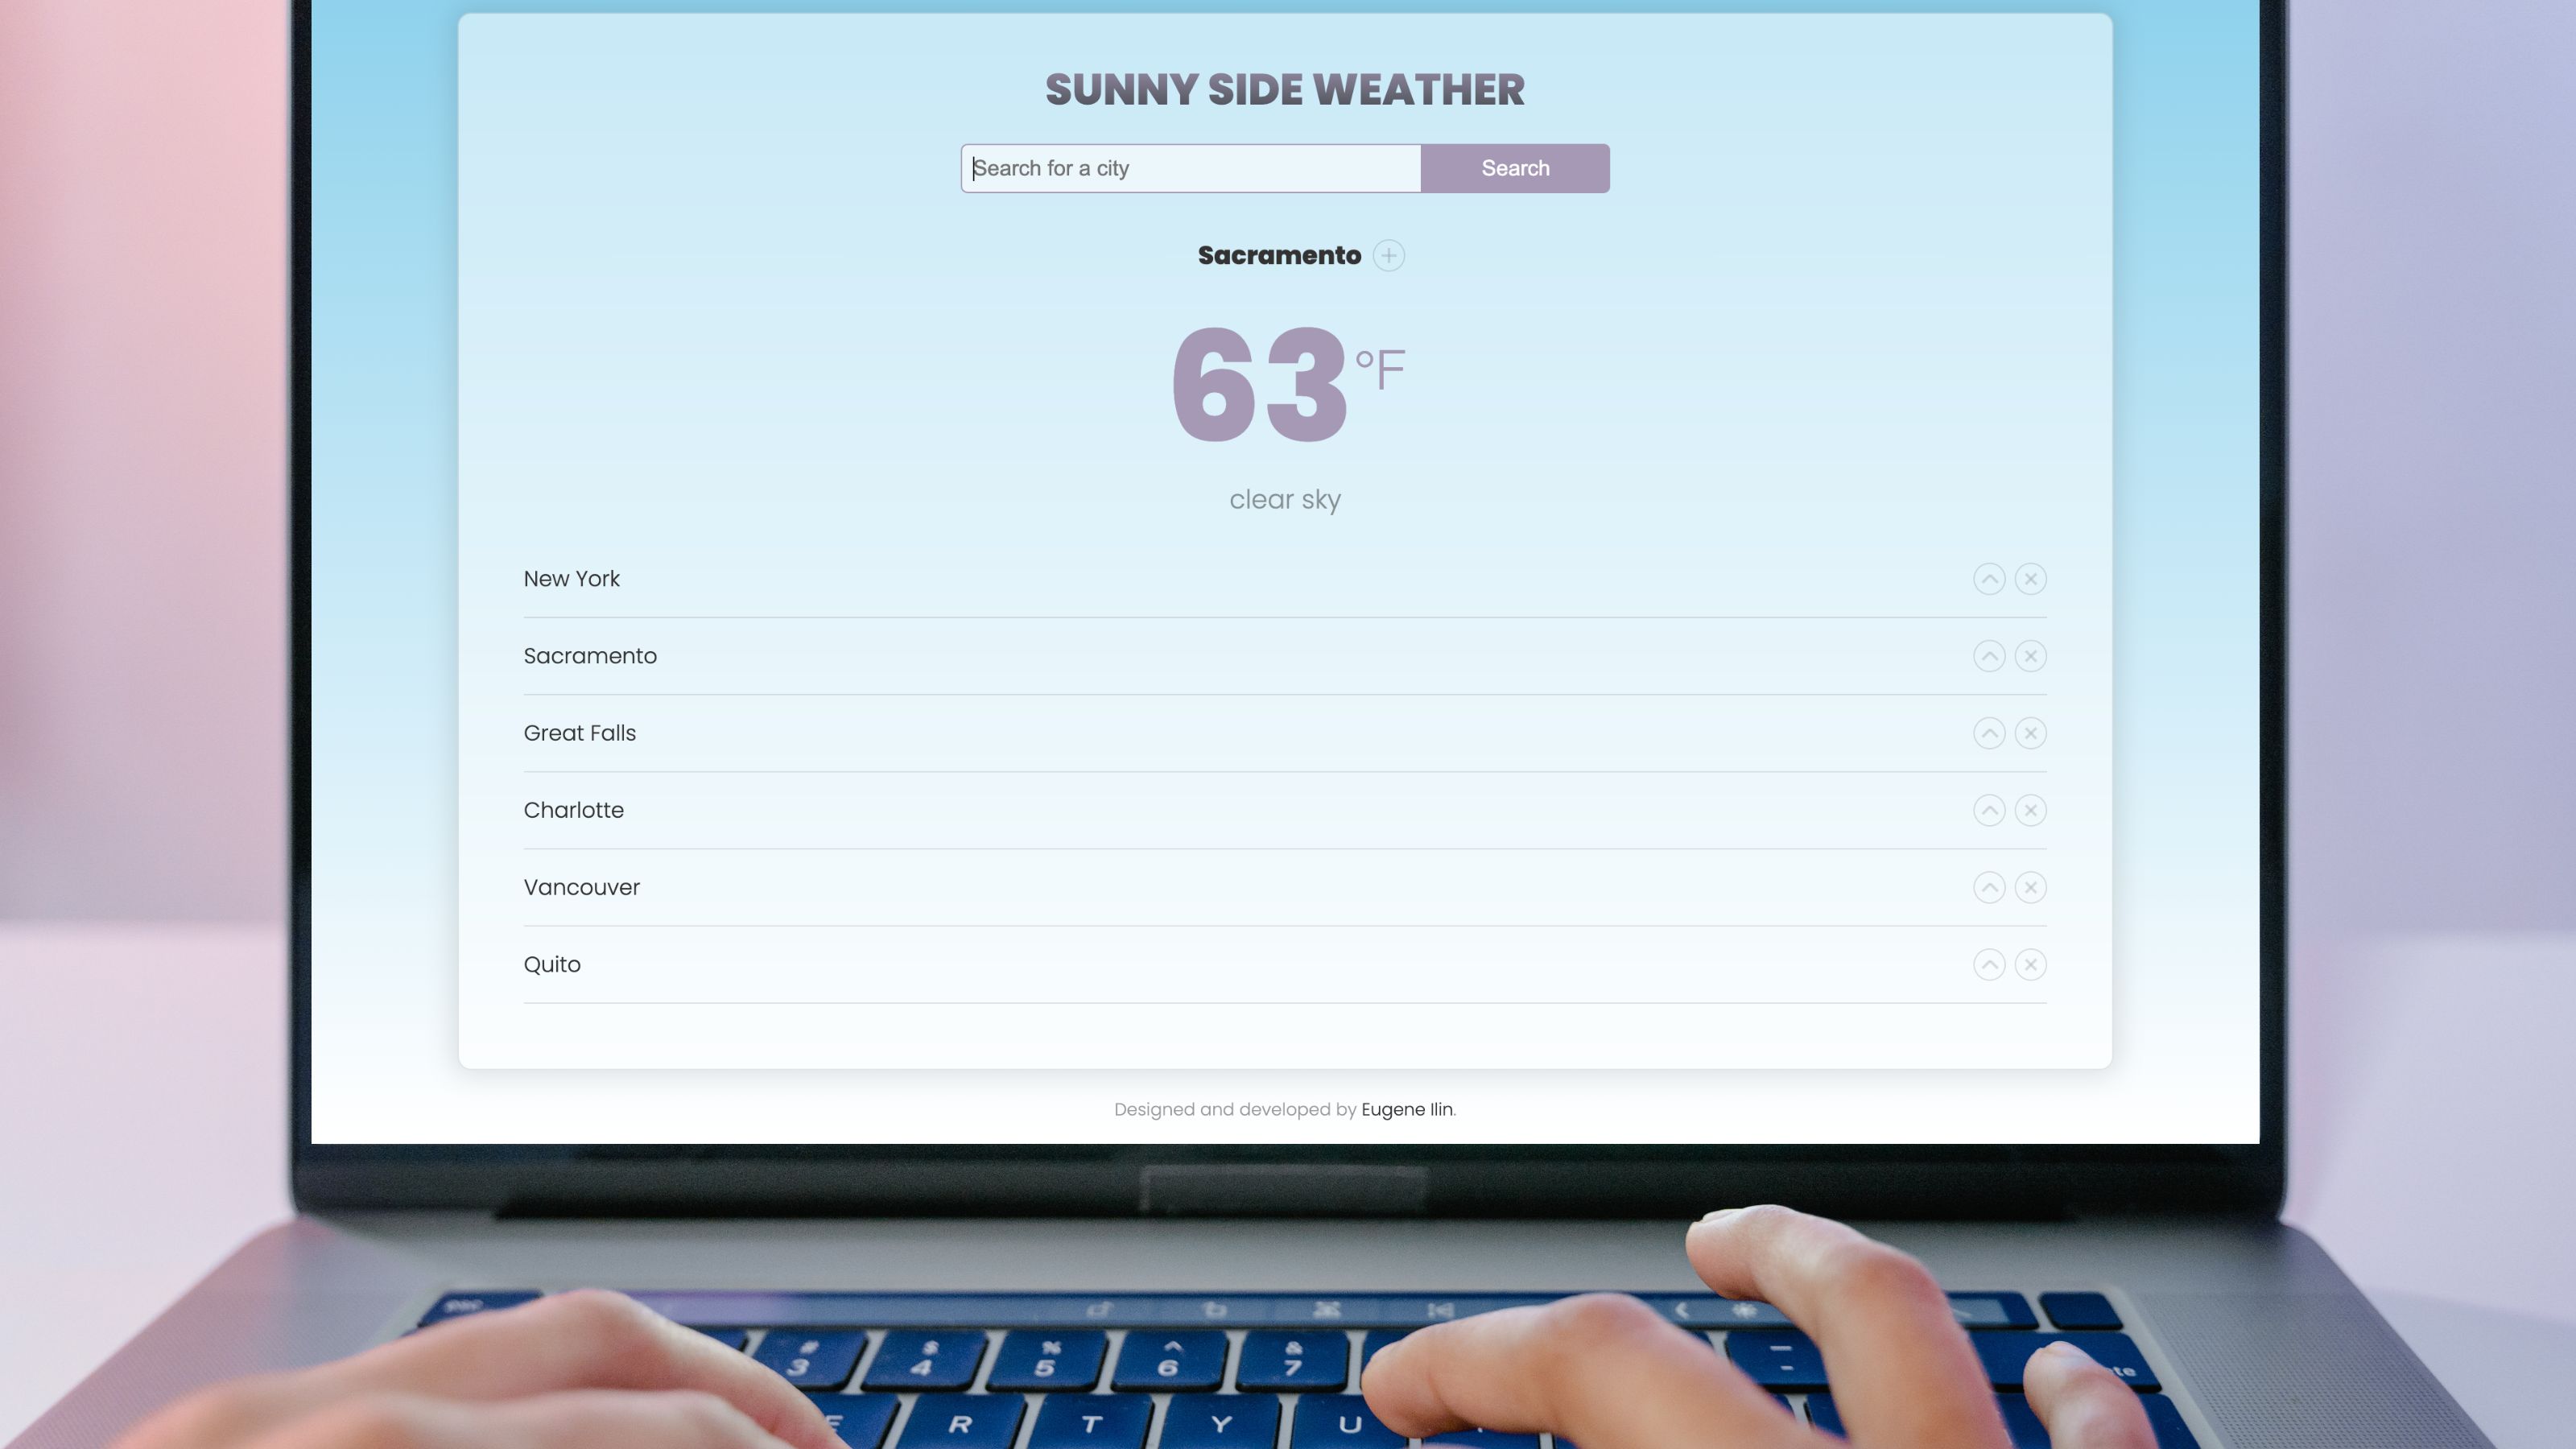 SUNNY SIDE WEATHER
Search for a city Search
Sacramento
63°F
clear sky
New York
Sacramento
Great Falls
Charlotte
Vancouver
Quito
Designed and developed by Eugene Ilin.
esc
# $ % ^ &
3 4 5 6 7
E R T Y U